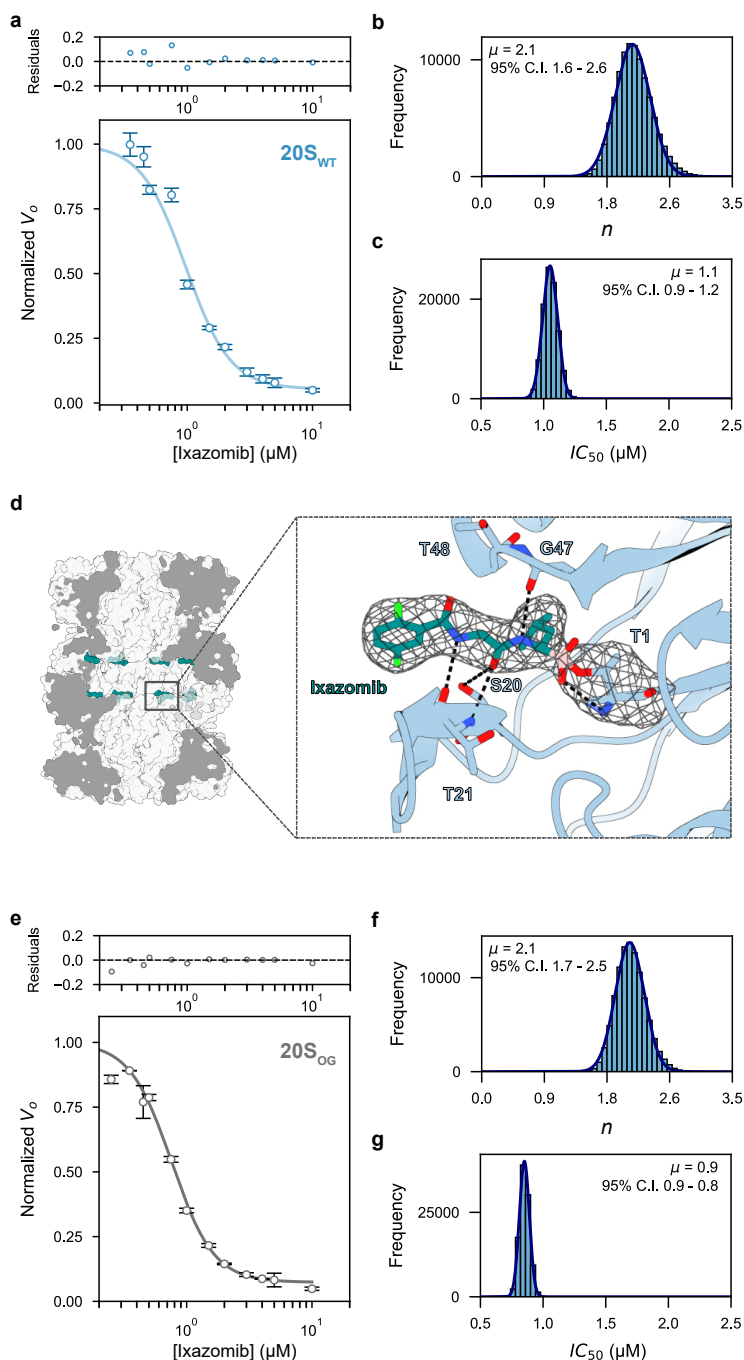 a
0.2
0.0
−0.2
Residuals
10⁰
10¹
1.00
0.75
0.50
0.25
0.00
Normalized Vₒ
20S_WT
10⁰
10¹
[Ixazomib] (µM)
b
μ = 2.1
95% C.I. 1.6 - 2.6
10000
0
Frequency
0.0
0.9
1.8
2.6
3.5
n
c
μ = 1.1
95% C.I. 0.9 - 1.2
20000
0
Frequency
0.5
1.0
1.5
2.0
2.5
IC₅₀ (µM)
d
T48
G47
T1
Ixazomib
S20
T21
e
0.2
0.0
−0.2
Residuals
10⁰
10¹
1.00
0.75
0.50
0.25
0.00
Normalized Vₒ
20S_OG
10⁰
10¹
[Ixazomib] (µM)
f
μ = 2.1
95% C.I. 1.7 - 2.5
10000
0
Frequency
0.0
0.9
1.8
2.6
3.5
n
g
μ = 0.9
95% C.I. 0.9 - 0.8
25000
0
Frequency
0.5
1.0
1.5
2.0
2.5
IC₅₀ (µM)